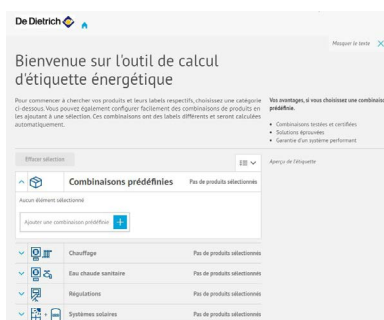 De Dietrich
Masquer le texte
Bienvenue sur l'outil de calcul
d'étiquette énergétique
Pour commencer à chercher vos produits et leurs labels respectifs, choisissez une catégorie
ci-dessous. Vous pouvez également configurer facilement des combinaisons de produits en
les ajoutant à une sélection. Ces combinaisons ont des labels différents et seront calculées
automatiquement.
Vos avantages, si vous choisissez une combinaiso
prédéfinie.
Combinaisons testées et certifiées
Solutions éprouvées
Garantie d'un système performant
Effacer sélection
Aperçu de l'étiquette
Combinaisons prédéfinies
Pas de produits sélectionnés
Aucun élément sélectionné
Ajouter une combinaison prédéfinie
Chauffage
Pas de produits sélectionnés
Eau chaude sanitaire
Pas de produits sélectionnés
Régulations
Pas de produits sélectionnés
Systèmes solaires
Pas de produits sélectionnés